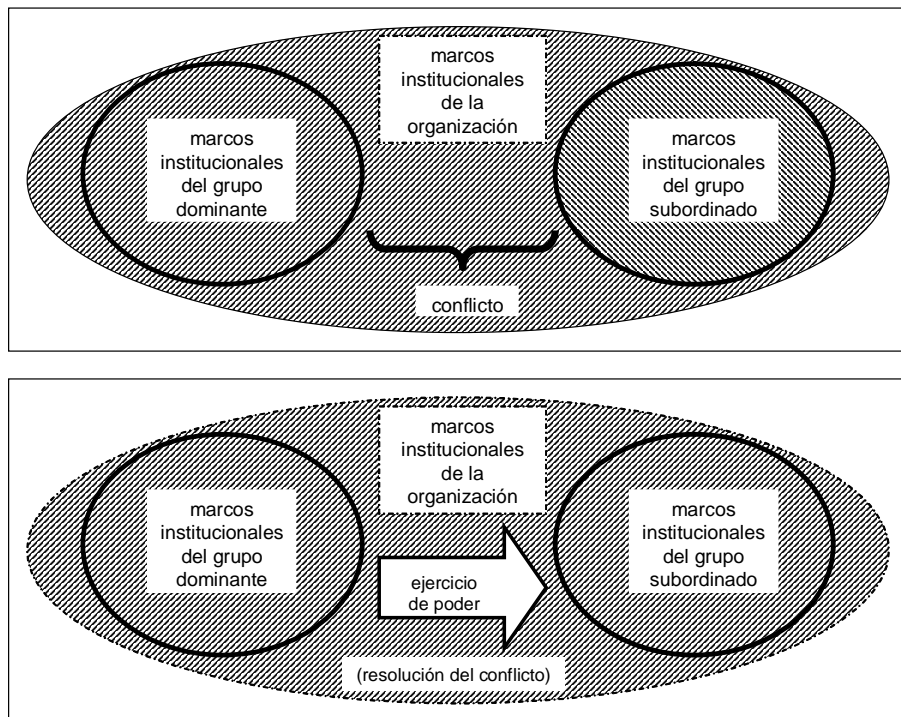 marcos
institucionales
de la
organización
marcos
institucionales
del grupo
dominante
marcos
institucionales
del grupo
subordinado
conflicto
marcos
institucionales
de la
organización
marcos
institucionales
del grupo
dominante
marcos
institucionales
del grupo
subordinado
ejercicio
de poder
(resolución del conflicto)